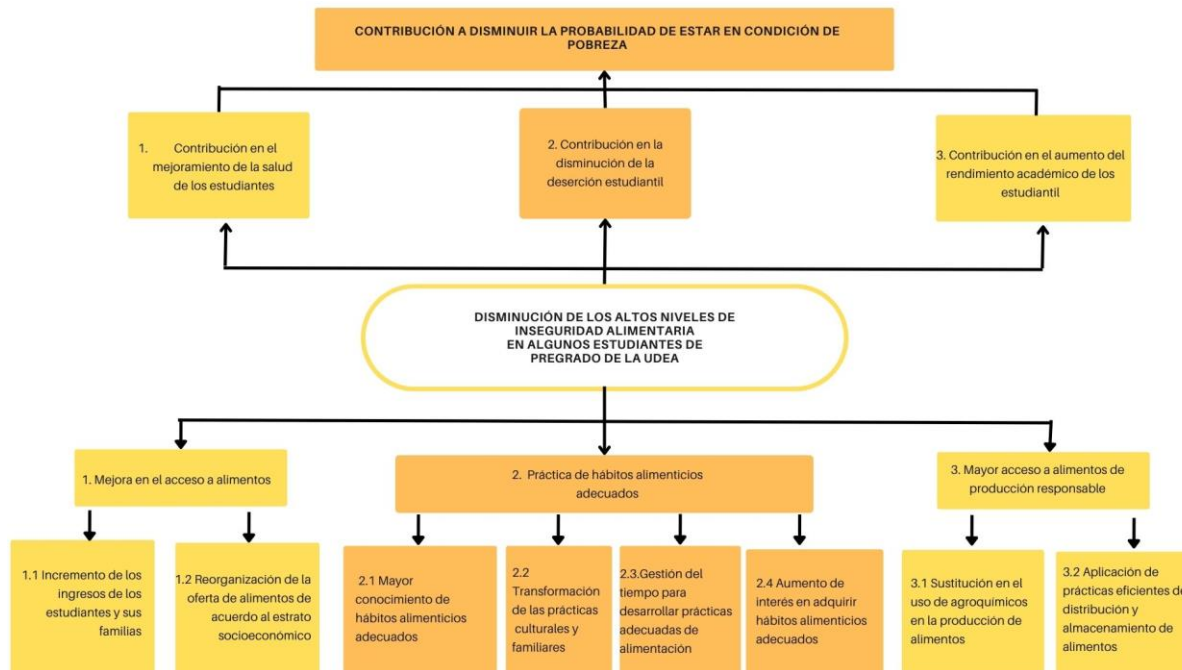 CONTRIBUCIÓN A DISMINUIR LA PROBABILIDAD DE ESTAR EN CONDICIÓN DE
POBREZA
1. Contribución en el
mejoramiento de la salud
de los estudiantes
2. Contribución en la
disminución de la
deserción estudiantil
3. Contribución en el aumento del
rendimiento académico de los
estudiantil
DISMINUCIÓN DE LOS ALTOS NIVELES DE
INSEGURIDAD ALIMENTARIA
EN ALGUNOS ESTUDIANTES DE
PREGRADO DE LA UDEA
1. Mejora en el acceso a alimentos
2. Práctica de hábitos alimenticios
adecuados
3. Mayor acceso a alimentos de
producción responsable
1.1 Incremento de los
ingresos de los
estudiantes y sus
familias
1.2 Reorganización de la
oferta de alimentos de
acuerdo al estrato
socioeconómico
2.1 Mayor
conocimiento de
hábitos alimenticios
adecuados
2.2
Transformación
de las prácticas
culturales y
familiares
2.3.Gestión del
tiempo para
desarrollar prácticas
adecuadas de
alimentación
2.4 Aumento de
interés en adquirir
hábitos alimenticios
adecuados
3.1 Sustitución en el
uso de agroquímicos
en la producción de
alimentos
3.2 Aplicación de
prácticas eficientes de
distribución y
almacenamiento de
alimentos